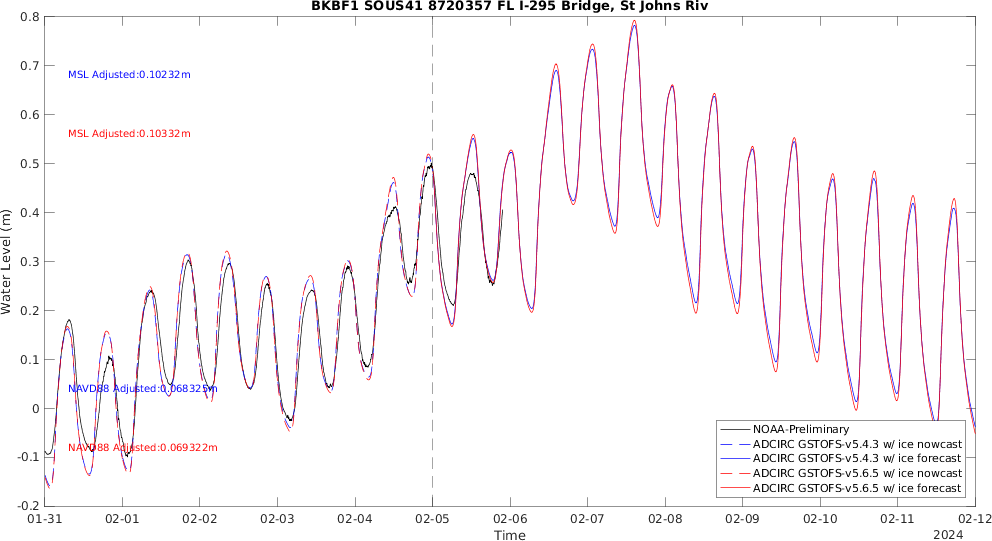 BKBF1 SOUS41 8720357 FL I-295 Bridge, St Johns Riv
0.8
0.7
0.6
0.5
0.4
0.3
0.2
0.1
0
-0.1
-0.2
Water Level (m)
MSL Adjusted:0.10232m
MSL Adjusted:0.10332m
NAVD88 Adjusted:0.068325m
NAVD88 Adjusted:0.069322m
NOAA-Preliminary
ADCIRC GSTOFS-v5.4.3 w/ ice nowcast
ADCIRC GSTOFS-v5.4.3 w/ ice forecast
ADCIRC GSTOFS-v5.6.5 w/ ice nowcast
ADCIRC GSTOFS-v5.6.5 w/ ice forecast
01-31 02-01 02-02 02-03 02-04 02-05 02-06 02-07 02-08 02-09 02-10 02-11 02-12
Time
2024